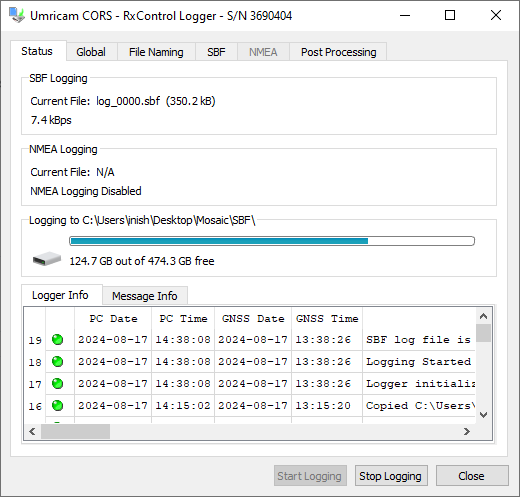 Umricam CORS - RxControl Logger - S/N 3690404
Status Global File Naming SBF NMEA Post Processing
SBF Logging
Current File: log_0000.sbf (350.2 kB)
7.4 kBps
NMEA Logging
Current File: N/A
NMEA Logging Disabled
Logging to C:\Users\inish\Desktop\Mosaic\SBF\
124.7 GB out of 474.3 GB free
Logger Info Message Info
PC Date PC Time GNSS Date GNSS Time
19 2024-08-17 14:38:08 2024-08-17 13:38:26 SBF log file is
18 2024-08-17 14:38:08 2024-08-17 13:38:26 Logging Started
17 2024-08-17 14:38:08 2024-08-17 13:38:26 Logger initializ
16 2024-08-17 14:15:02 2024-08-17 13:15:20 Copied C:\Users\
Start Logging Stop Logging Close